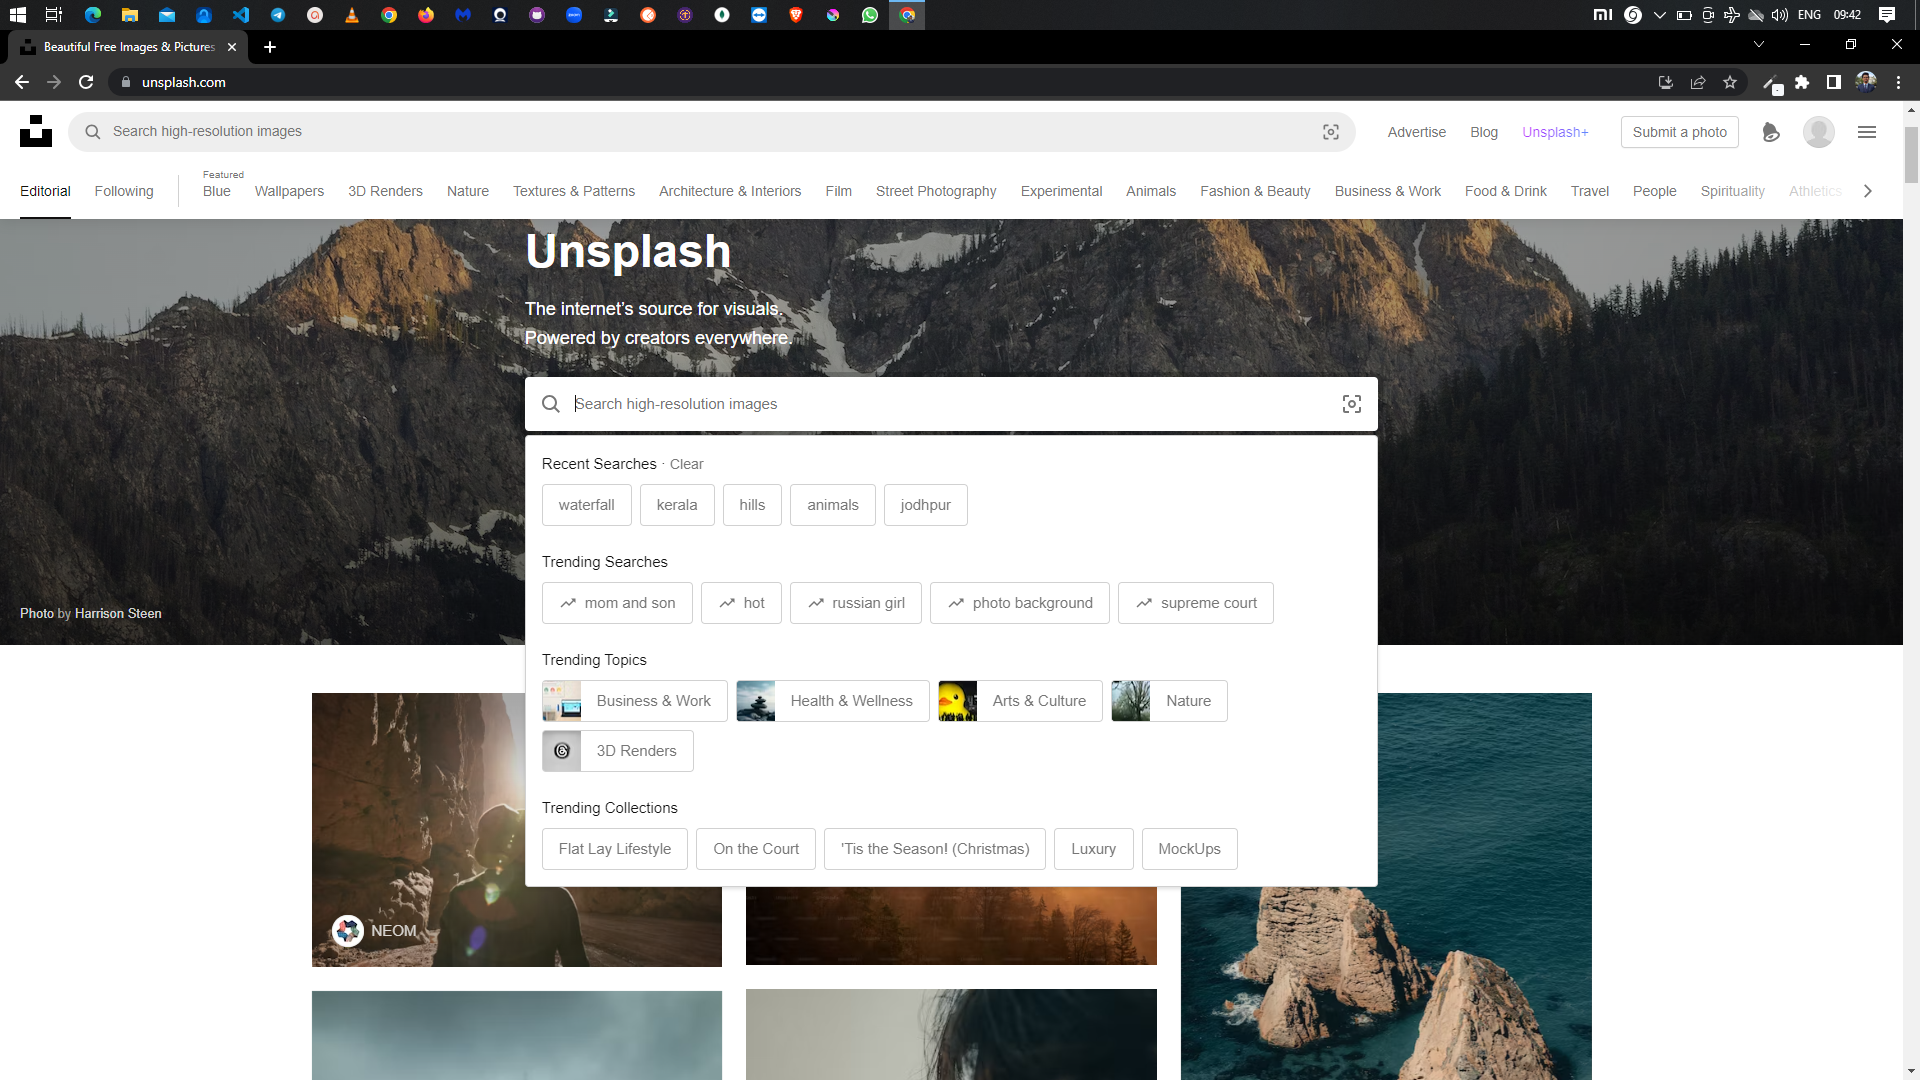 ENG 09:42
Beautiful Free Images & Pictures
unsplash.com
Search high-resolution images
Advertise Blog Unsplash+ Submit a photo
Featured
Editorial Following Blue Wallpapers 3D Renders Nature Textures & Patterns Architecture & Interiors Film Street Photography Experimental Animals Fashion & Beauty Business & Work Food & Drink Travel People Spirituality Athletics
Unsplash
The internet’s source for visuals.
Powered by creators everywhere.
Search high-resolution images
Recent Searches · Clear
waterfall kerala hills animals jodhpur
Trending Searches
mom and son hot russian girl photo background supreme court
Photo by Harrison Steen
Trending Topics
Business & Work Health & Wellness Arts & Culture Nature
3D Renders
Trending Collections
Flat Lay Lifestyle On the Court 'Tis the Season! (Christmas) Luxury MockUps
NEOM